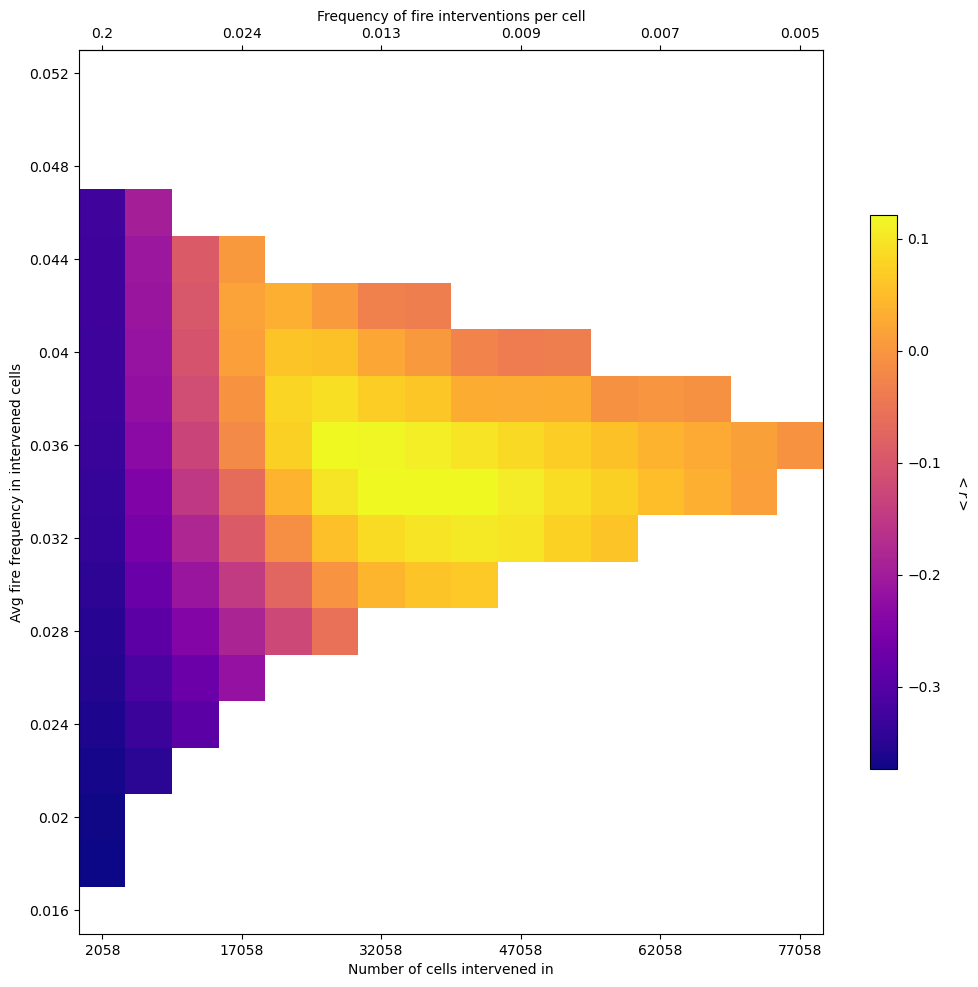 Frequency of fire interventions per cell
0.2 0.024 0.013 0.009 0.007 0.005
0.052
0.048
0.044
0.04
0.036
0.032
0.028
0.024
0.02
0.016
Avg fire frequency in intervened cells
2058 17058 32058 47058 62058 77058
Number of cells intervened in
0.1
0.0
−0.1
−0.2
−0.3
< r >